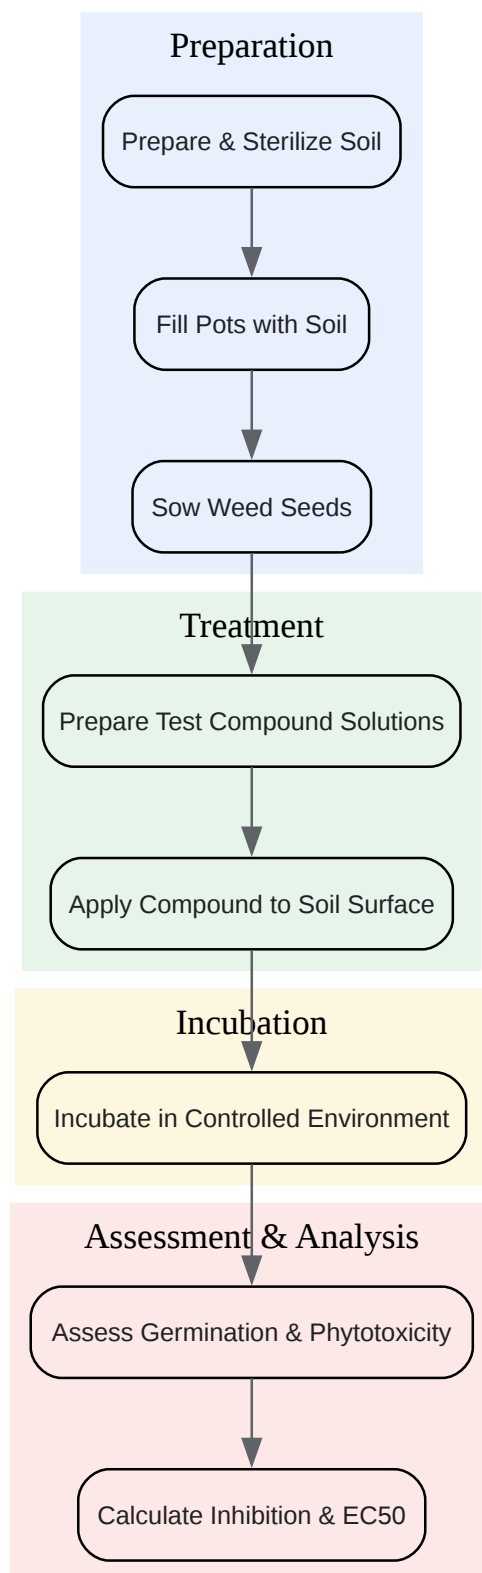 Preparation
Prepare & Sterilize Soil
Fill Pots with Soil
Sow Weed Seeds
Treatment
Prepare Test Compound Solutions
Apply Compound to Soil Surface
Incubation
Incubate in Controlled Environment
Assessment & Analysis
Assess Germination & Phytotoxicity
Calculate Inhibition & EC50